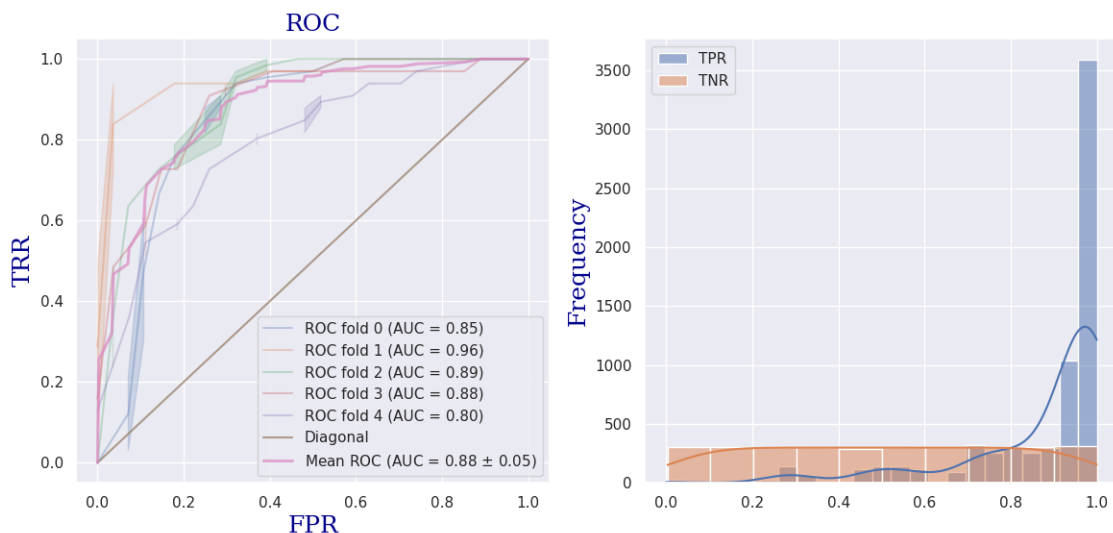 ROC
TRR
1.0
0.8
0.6
0.4
0.2
0.0
ROC fold 0 (AUC = 0.85)
ROC fold 1 (AUC = 0.96)
ROC fold 2 (AUC = 0.89)
ROC fold 3 (AUC = 0.88)
ROC fold 4 (AUC = 0.80)
Diagonal
Mean ROC (AUC = 0.88 ± 0.05)
0.0 0.2 0.4 0.6 0.8 1.0
FPR
TPR
TNR
Frequency
3500
3000
2500
2000
1500
1000
500
0
0.0 0.2 0.4 0.6 0.8 1.0